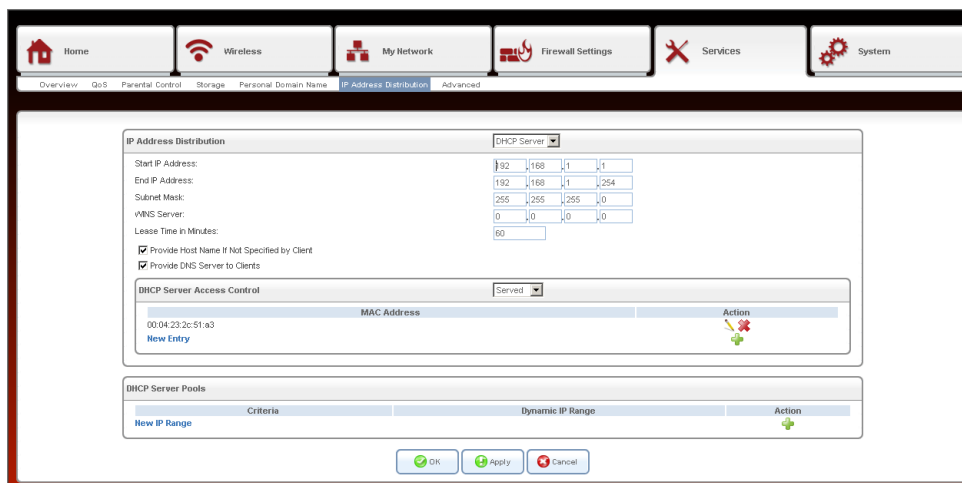 Home Wireless My Network Firewall Settings Services System
Overview QoS Parental Control Storage Personal Domain Name IP Address Distribution Advanced
IP Address Distribution DHCP Server
Start IP Address: 192 .168 .1 .1
End IP Address: 192 .168 .1 .254
Subnet Mask: 255 .255 .255 .0
WINS Server: 0 .0 .0 .0
Lease Time in Minutes: 60
Provide Host Name If Not Specified by Client
Provide DNS Server to Clients
DHCP Server Access Control Served
MAC Address Action
00:04:23:2c:51:a3
New Entry
DHCP Server Pools
Criteria Dynamic IP Range Action
New IP Range
OK Apply Cancel